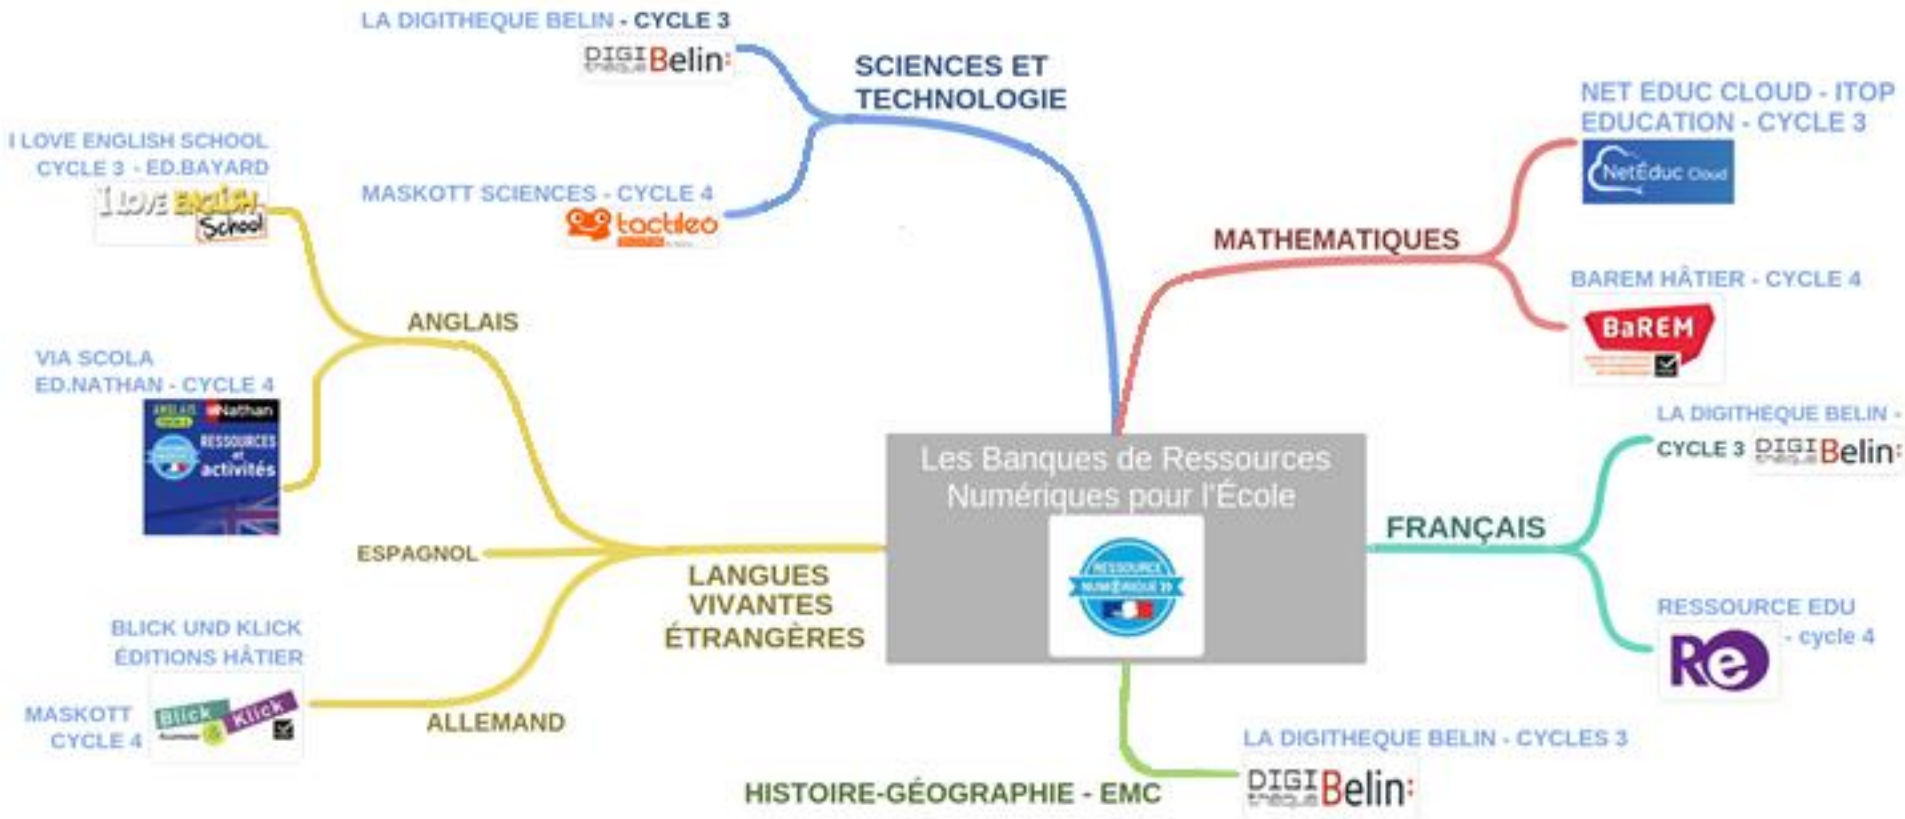 LA DIGITHEQUE BELIN - CYCLE 3
DIGI Belin:
thèque
SCIENCES ET
TECHNOLOGIE
MASKOTT SCIENCES - CYCLE 4
tactileo
I LOVE ENGLISH SCHOOL
CYCLE 3 - ED.BAYARD
I LOVE ENGLISH
School
ANGLAIS
VIA SCOLA
ED.NATHAN - CYCLE 4
ANGLAIS Nathan
RESSOURCES
et
activités
ESPAGNOL
LANGUES
VIVANTES
ÉTRANGÈRES
BLICK UND KLICK
ÉDITIONS HÂTIER
MASKOTT
CYCLE 4
Blick
Klick
ALLEMAND
Les Banques de Ressources
Numériques pour l'École
RESSOURCE
NUMÉRIQUE
MATHEMATIQUES
NET EDUC CLOUD - ITOP
EDUCATION - CYCLE 3
NetÉduc Cloud
BAREM HÂTIER - CYCLE 4
BaREM
FRANÇAIS
LA DIGITHEQUE BELIN -
CYCLE 3
DIGI Belin:
thèque
RESSOURCE EDU
- cycle 4
Re
HISTOIRE-GÉOGRAPHIE - EMC
LA DIGITHEQUE BELIN - CYCLES 3
DIGI Belin:
thèque